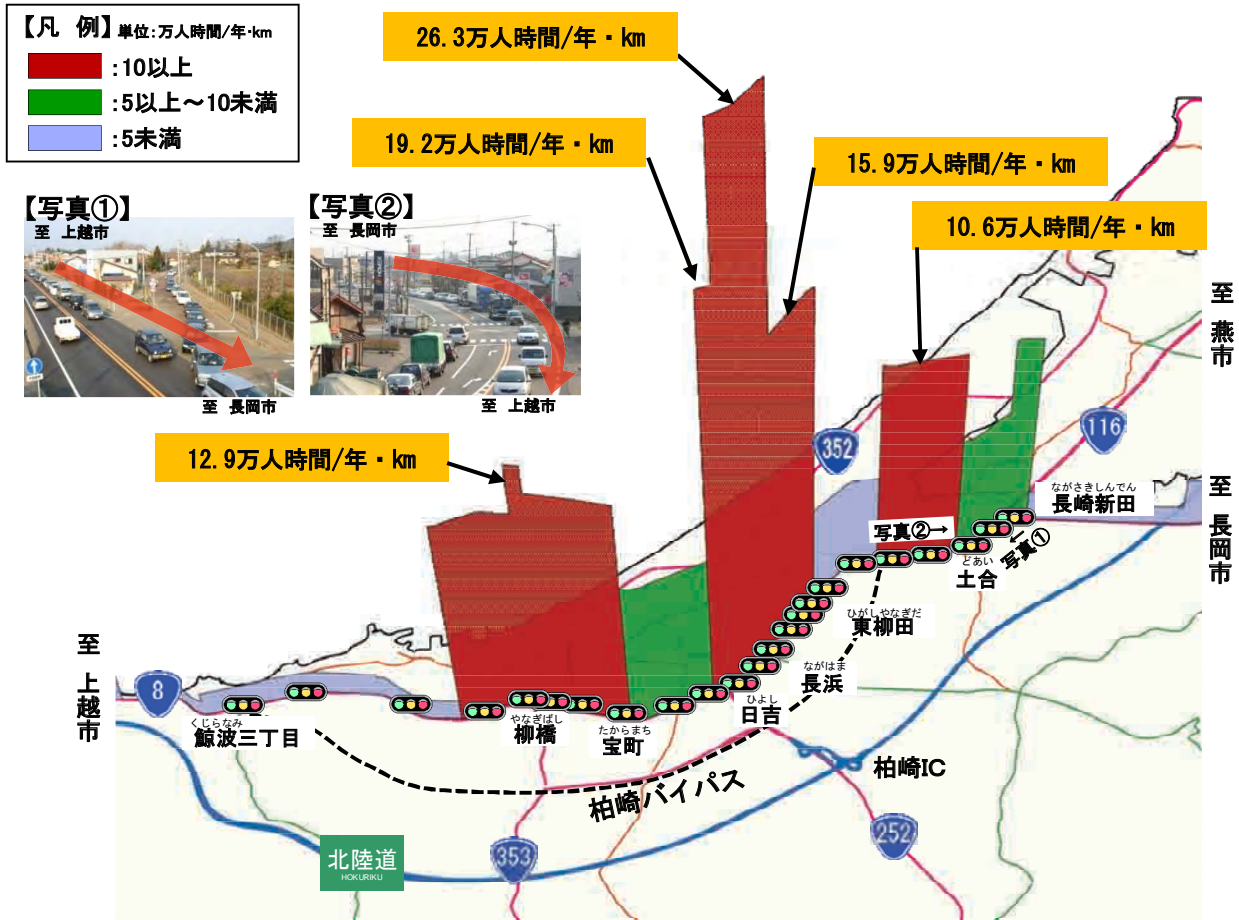 【凡 例】単位:万人時間/年・km
:10以上
:5以上～10未満
:5未満
26.3万人時間/年・km
19.2万人時間/年・km
15.9万人時間/年・km
10.6万人時間/年・km
12.9万人時間/年・km
【写真①】
至 上越市
至 長岡市
【写真②】
至 長岡市
至 上越市
至 燕市
116
352
至 長岡市
ながさきしんでん
長崎新田
写真②→
←写真①
どあい
土合
ひがしやなぎだ
東柳田
ながはま
長浜
ひよし
日吉
至 上越市
8
くじらなみ
鯨波三丁目
やなぎばし
柳橋
たからまち
宝町
柏崎IC
柏崎バイパス
252
353
北陸道
HOKURIKU